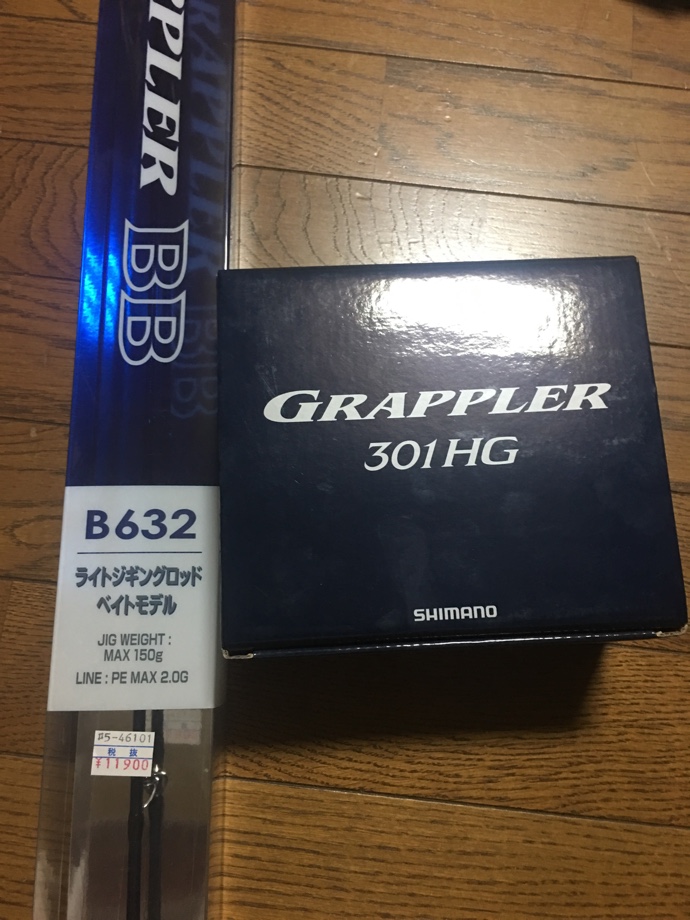 PPLER
BB
B632
ライトジギングロッド
ベイトモデル
JIG WEIGHT :
MAX 150g
LINE : PE MAX 2.0G
税 抜
¥11900
GRAPPLER
301HG
SHIMANO